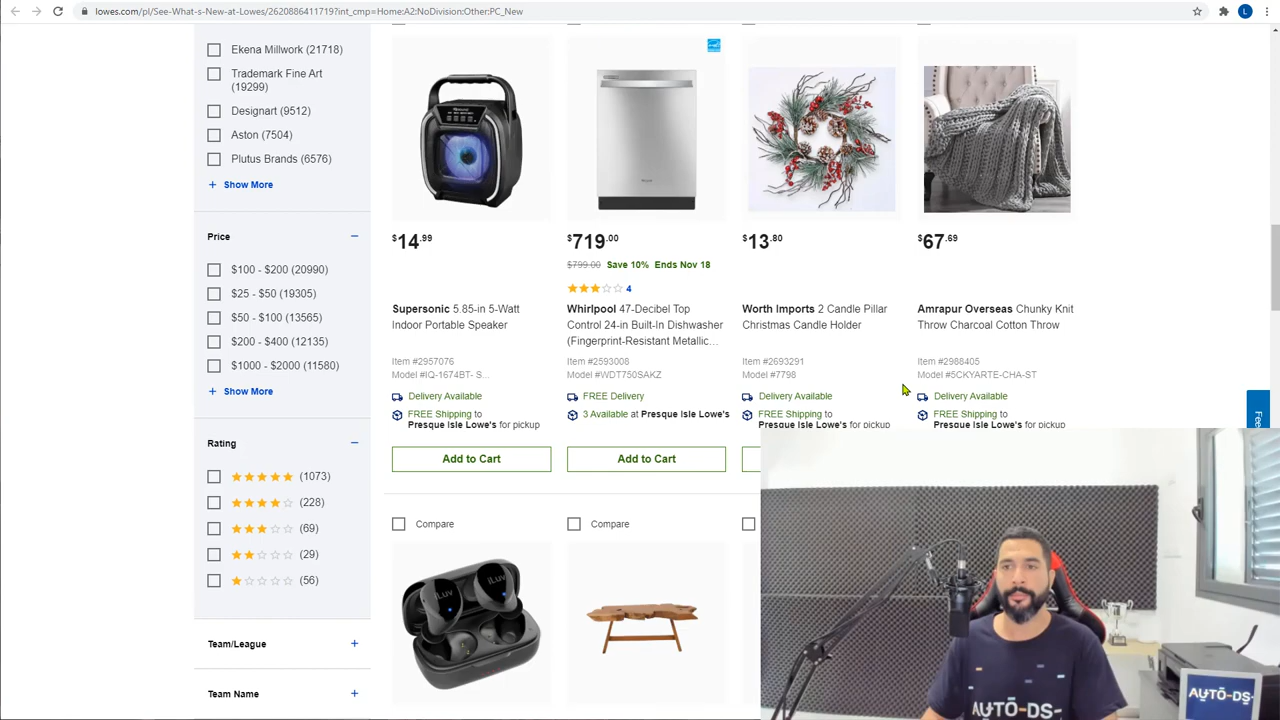 lowes.com/pl/See-What-s-New-at-Lowes/2620886411719?int_cmp=Home:A2:NoDivision:Other:PC_New
L
Ekena Millwork (21718)
Trademark Fine Art
(19299)
Designart (9512)
Aston (7504)
Plutus Brands (6576)
+ Show More
Price
$100 - $200 (20990)
$25 - $50 (19305)
$50 - $100 (13565)
$200 - $400 (12135)
$1000 - $2000 (11580)
+ Show More
Rating
(1073)
(228)
(69)
(29)
(56)
Team/League
Team Name
$14.99
Supersonic 5.85-in 5-Watt
Indoor Portable Speaker
Item #2957076
Model #IQ-1674BT- S...
Delivery Available
FREE Shipping to
Presque Isle Lowe's for pickup
Add to Cart
$719.00
$799.00 Save 10% Ends Nov 18
4
Whirlpool 47-Decibel Top
Control 24-in Built-In Dishwasher
(Fingerprint-Resistant Metallic...
Item #2593008
Model #WDT750SAKZ
FREE Delivery
3 Available at Presque Isle Lowe's
Add to Cart
$13.80
Worth Imports 2 Candle Pillar
Christmas Candle Holder
Item #2693291
Model #7798
Delivery Available
FREE Shipping to
Presque Isle Lowe's for pickup
$67.69
Amrapur Overseas Chunky Knit
Throw Charcoal Cotton Throw
Item #2988405
Model #5CKYARTE-CHA-ST
Delivery Available
FREE Shipping to
Presque Isle Lowe's for pickup
Fee
Compare
Compare
iLuv
iLuv
AUTŌ-DS
AUTŌ-DS